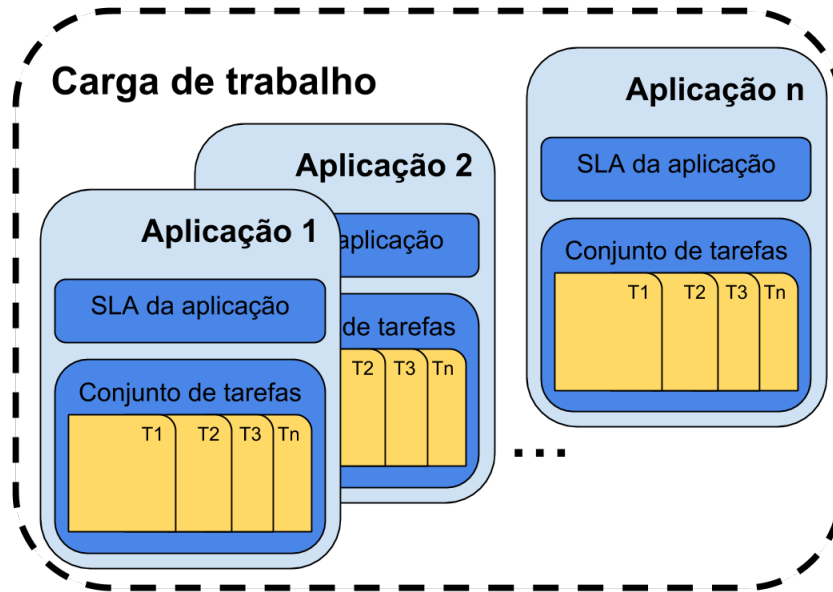 Carga de trabalho
Aplicação n
SLA da aplicação
Conjunto de tarefas
T1 T2 T3 Tn
Aplicação 2
aplicação
de tarefas
T2 T3 Tn
Aplicação 1
SLA da aplicação
Conjunto de tarefas
T1 T2 T3 Tn
...